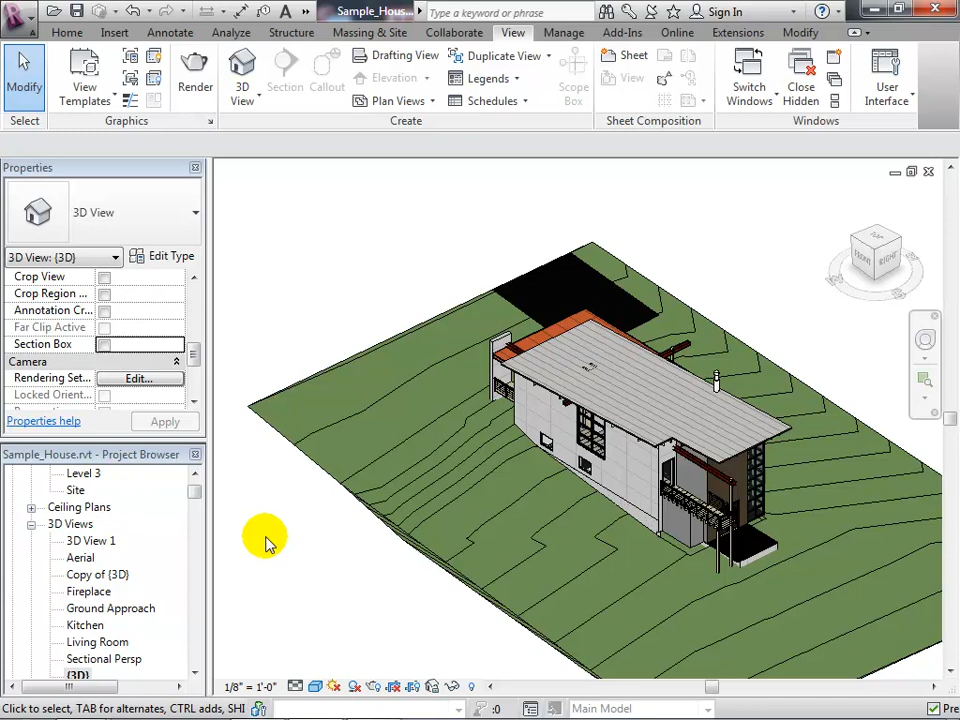 Sample_Hous...
Type a keyword or phrase
Sign In
Home Insert Annotate Analyze Structure Massing & Site Collaborate View Manage Add-Ins Online Extensions Modify
Modify
View Templates
Render
3D View
Section
Callout
Drafting View
Elevation
Plan Views
Duplicate View
Legends
Schedules
Scope Box
Sheet
View
Switch Windows
Close Hidden
User Interface
Select Graphics Create Sheet Composition Windows
Properties
3D View
3D View: {3D}
Edit Type
Crop View
Crop Region ...
Annotation Cr...
Far Clip Active
Section Box
Camera
Rendering Set... Edit...
Locked Orient...
Properties help Apply
Sample_House.rvt - Project Browser
Level 3
Site
Ceiling Plans
3D Views
3D View 1
Aerial
Copy of {3D}
Fireplace
Ground Approach
Kitchen
Living Room
Sectional Persp
{3D}
TOP
FRONT
RIGHT
1/8" = 1'-0"
Click to select, TAB for alternates, CTRL adds, SHI
:0
Main Model
Pre